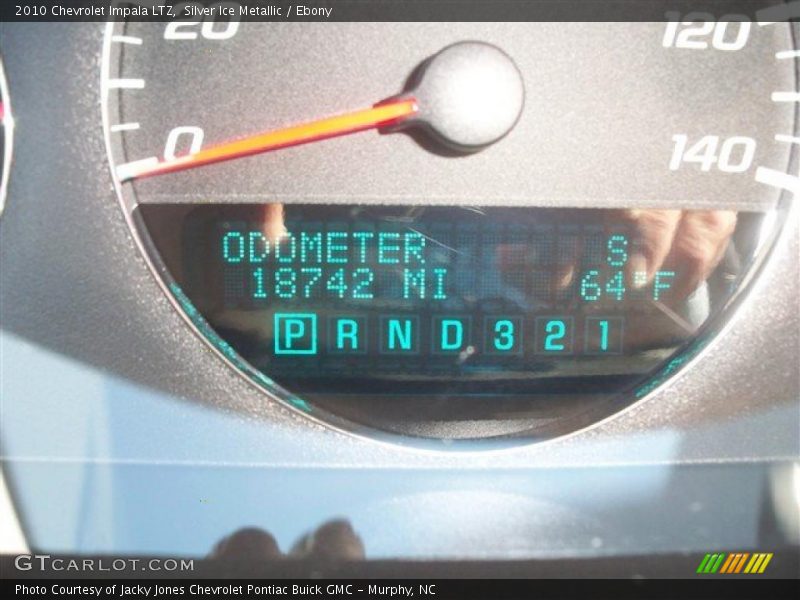 2010 Chevrolet Impala LTZ, Silver Ice Metallic / Ebony
20 120
0 140
ODOMETER S
18742 MI 64°F
P R N D 3 2 1
GTCARLOT.COM
Photo Courtesy of Jacky Jones Chevrolet Pontiac Buick GMC - Murphy, NC